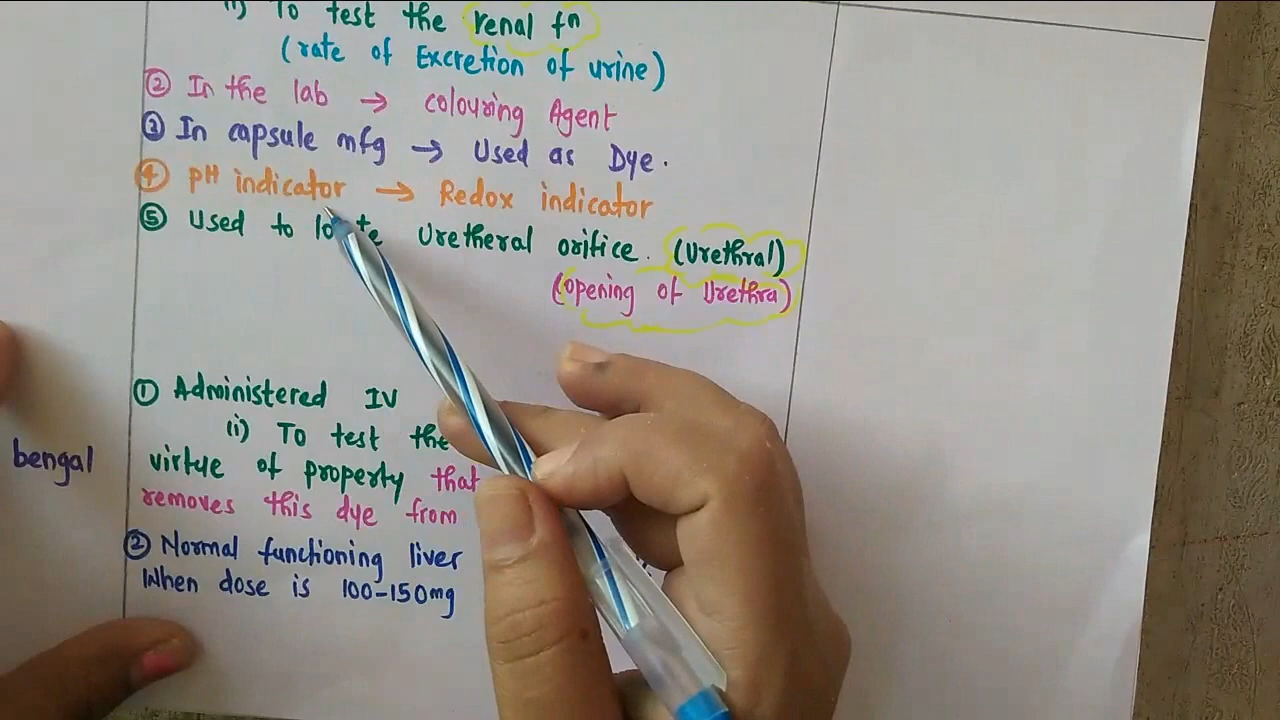 ii) To test the renal fⁿ
(rate of Excretion of urine)
② In the lab → colouring Agent
③ In capsule mfg → Used as Dye.
④ PH indicator → Redox indicator
⑤ Used to Uretheral orifice. (Urethral)
(opening of Urethra)
① Administered IV
(i) To test the
virtue of property that
removes this dye from
bengal
② Normal functioning liver
When dose is 100-150mg